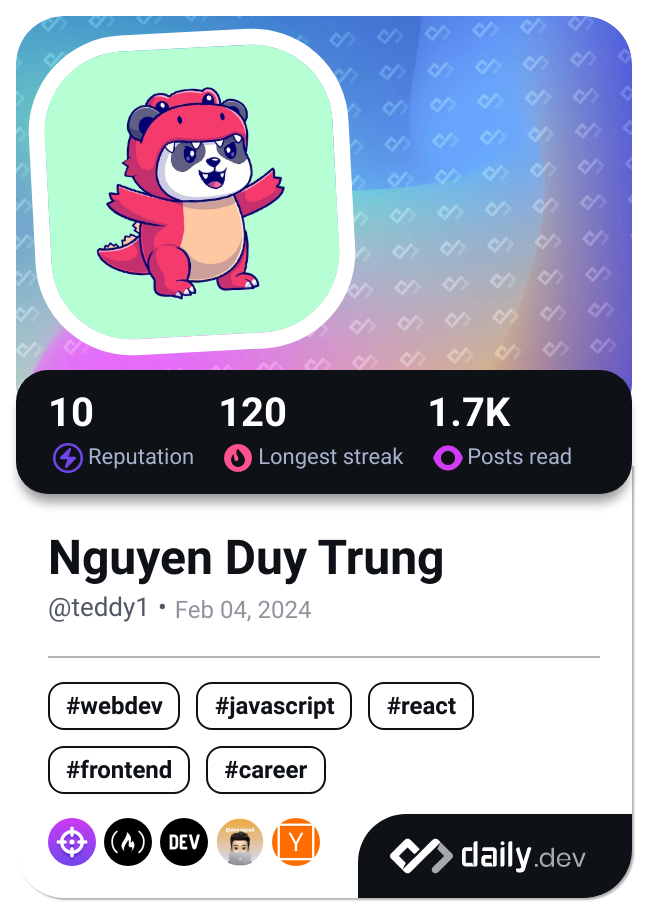 10 120 1.7K
Reputation Longest streak Posts read
Nguyen Duy Trung
@teddy1 • Feb 04, 2024
#webdev #javascript #react
#frontend #career
DEV Y
daily.dev